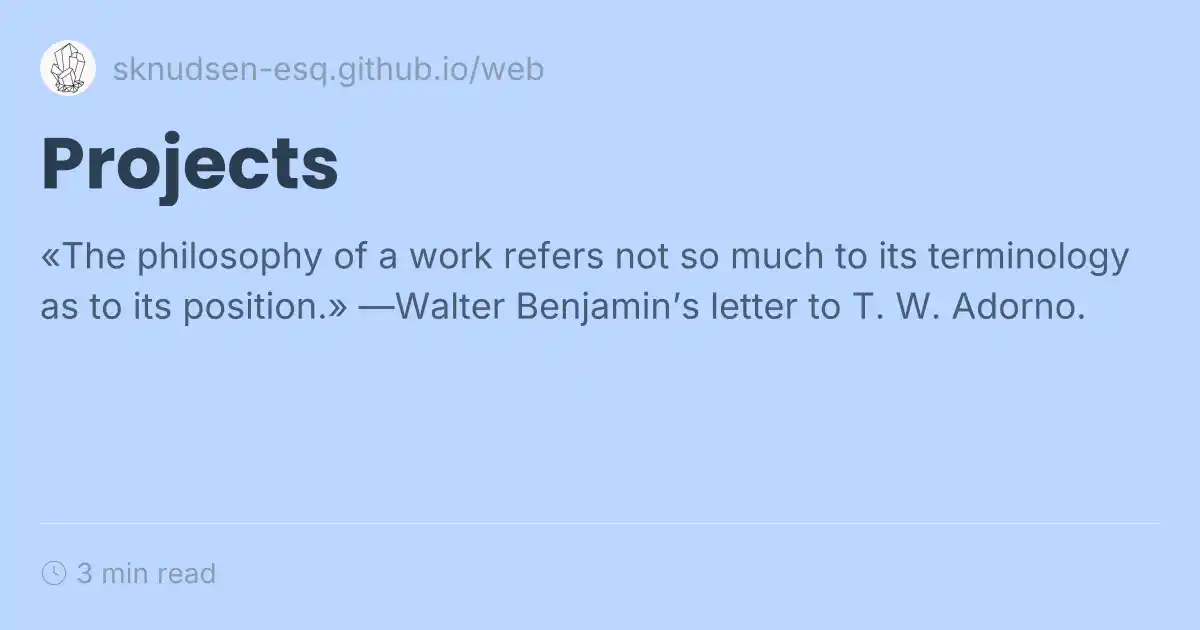 sknudsen-esq.github.io/web
Projects
«The philosophy of a work refers not so much to its terminology
as to its position.» —Walter Benjamin’s letter to T. W. Adorno.
3 min read